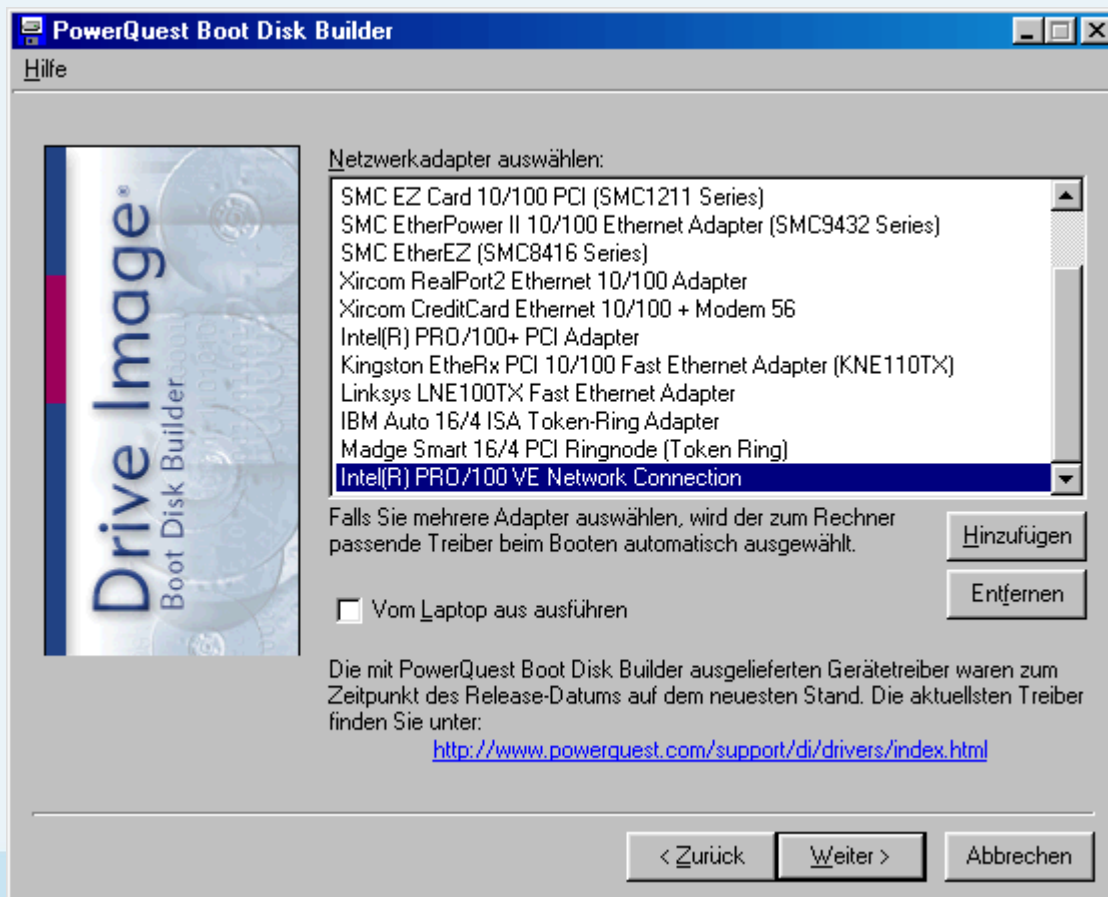 PowerQuest Boot Disk Builder
Hilfe
Drive Image®
Boot Disk Builder
Netzwerkadapter auswählen:
SMC EZ Card 10/100 PCI (SMC1211 Series)
SMC EtherPower II 10/100 Ethernet Adapter (SMC9432 Series)
SMC EtherEZ (SMC8416 Series)
Xircom RealPort2 Ethernet 10/100 Adapter
Xircom CreditCard Ethernet 10/100 + Modem 56
Intel(R) PRO/100+ PCI Adapter
Kingston EtheRx PCI 10/100 Fast Ethernet Adapter (KNE110TX)
Linksys LNE100TX Fast Ethernet Adapter
IBM Auto 16/4 ISA Token-Ring Adapter
Madge Smart 16/4 PCI Ringnode (Token Ring)
Intel(R) PRO/100 VE Network Connection
Falls Sie mehrere Adapter auswählen, wird der zum Rechner
passende Treiber beim Booten automatisch ausgewählt.
Hinzufügen
Entfernen
Vom Laptop aus ausführen
Die mit PowerQuest Boot Disk Builder ausgelieferten Gerätetreiber waren zum
Zeitpunkt des Release-Datums auf dem neuesten Stand. Die aktuellsten Treiber
finden Sie unter:
http://www.powerquest.com/support/di/drivers/index.html
< Zurück
Weiter >
Abbrechen